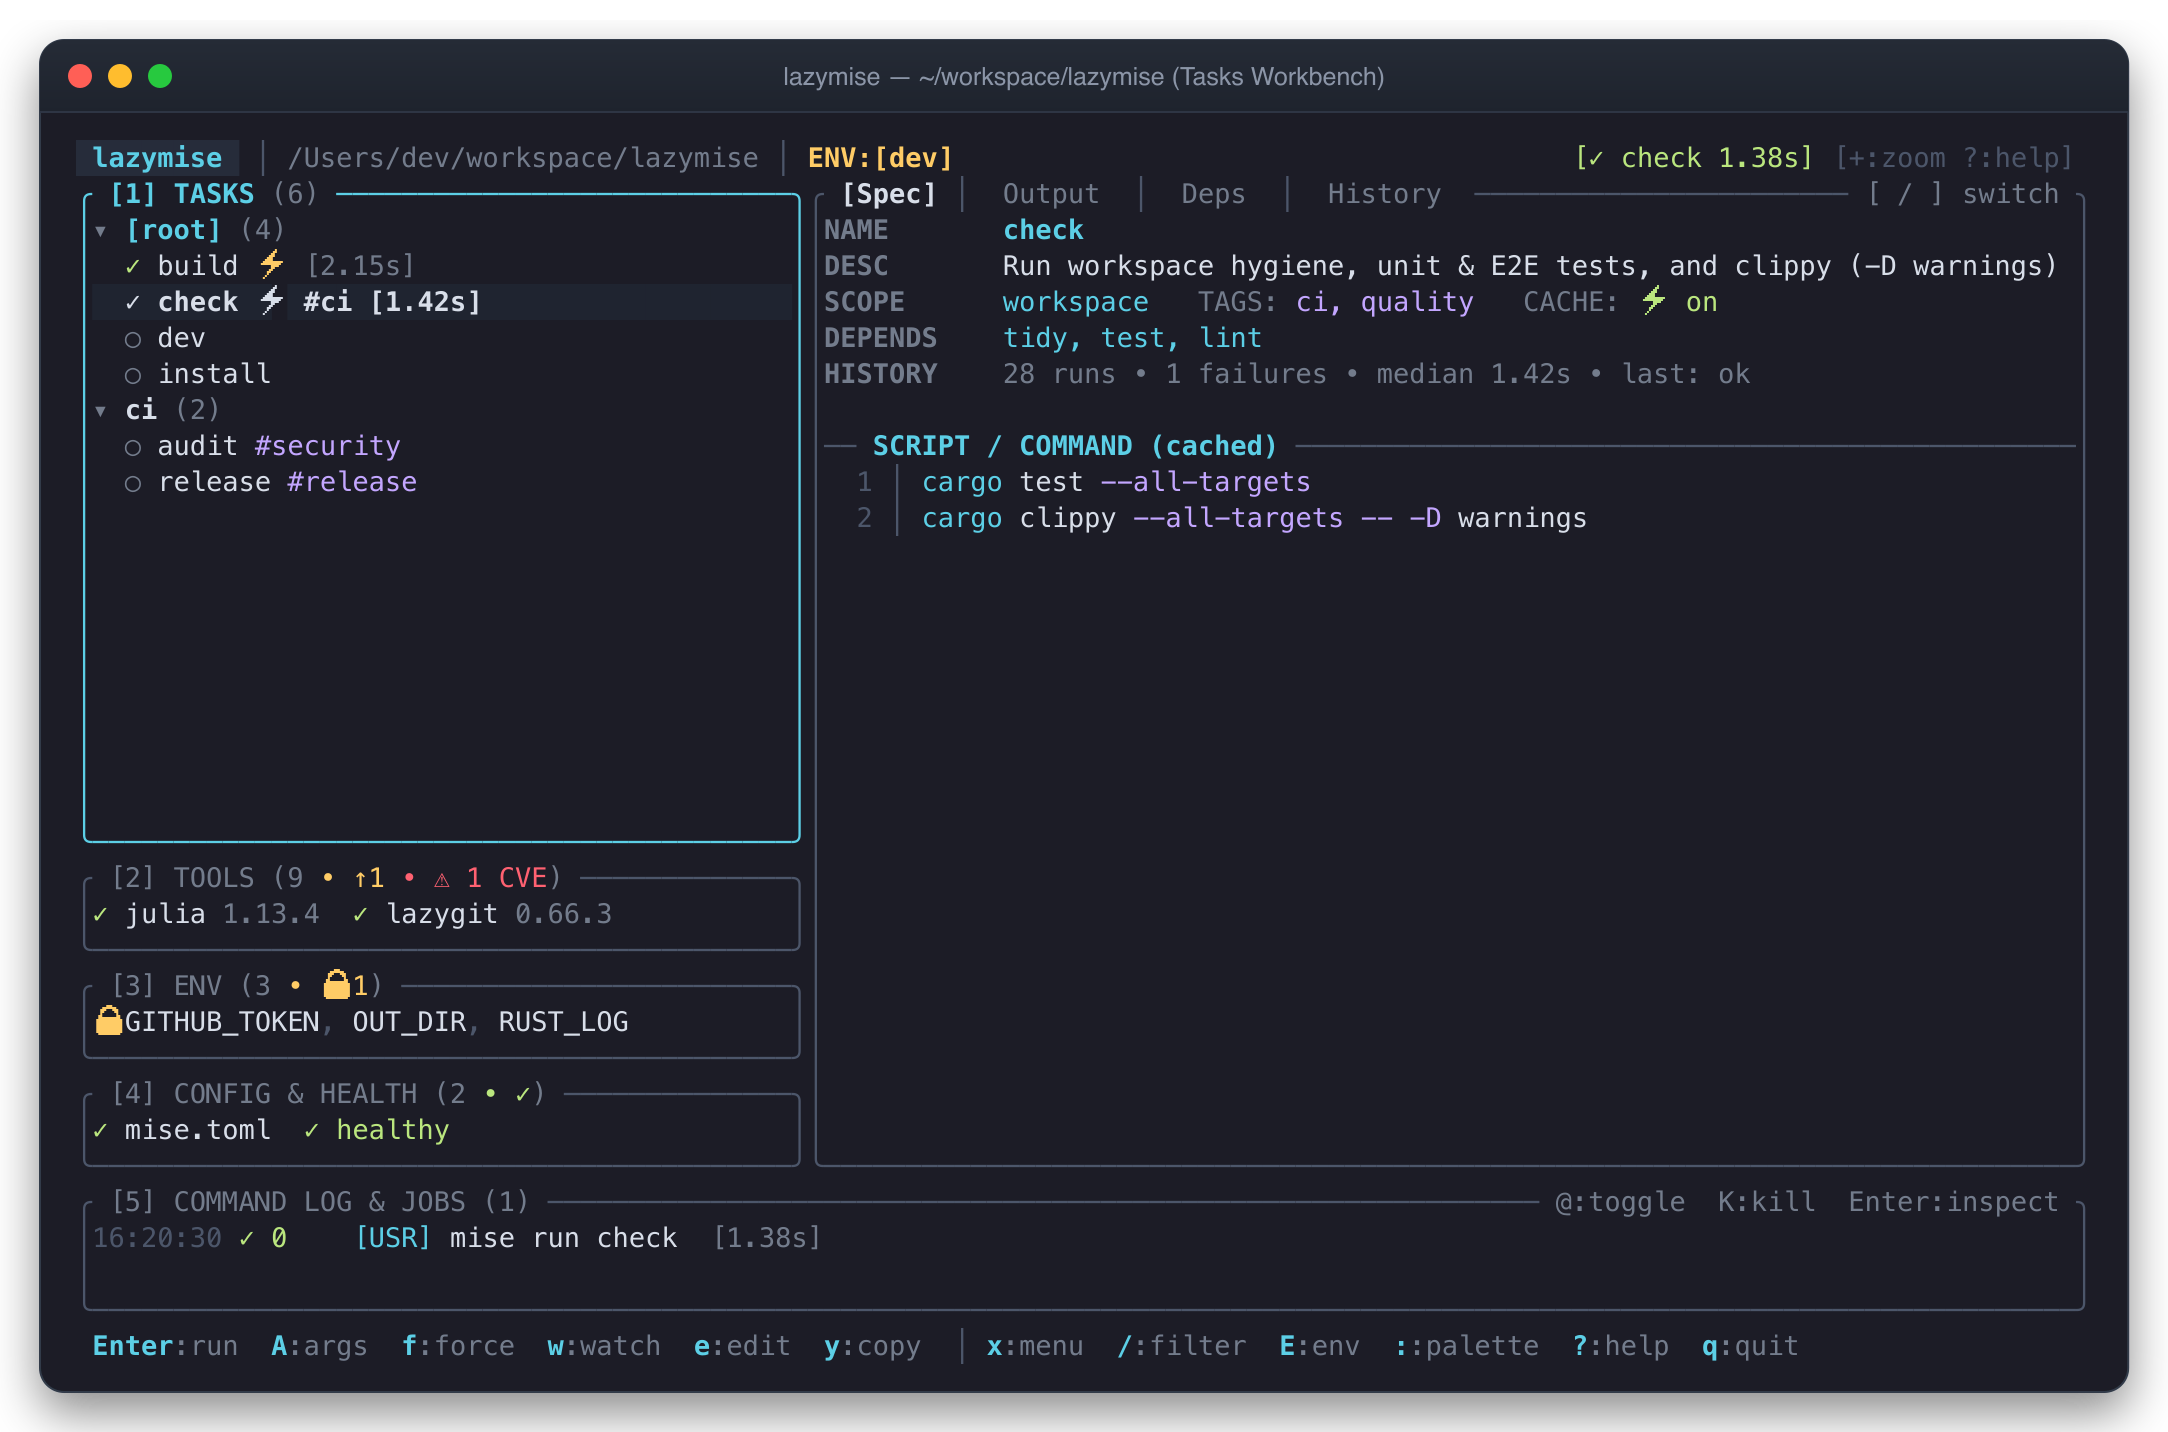 lazymise — ~/workspace/lazymise (Tasks Workbench)
lazymise │ /Users/dev/workspace/lazymise │ ENV:[dev] [✓ check 1.38s] [+:zoom ?:help]
[1] TASKS (6)
▾ [root] (4)
✓ build ⚡ [2.15s]
✓ check ⚡ #ci [1.42s]
○ dev
○ install
▾ ci (2)
○ audit #security
○ release #release
[2] TOOLS (9 • ↑1 • ⚠ 1 CVE)
✓ julia 1.13.4 ✓ lazygit 0.66.3
[3] ENV (3 • 🔒1)
🔒GITHUB_TOKEN, OUT_DIR, RUST_LOG
[4] CONFIG & HEALTH (2 • ✓)
✓ mise.toml ✓ healthy
[Spec] │ Output │ Deps │ History [ / ] switch
NAME check
DESC Run workspace hygiene, unit & E2E tests, and clippy (-D warnings)
SCOPE workspace TAGS: ci, quality CACHE: ⚡ on
DEPENDS tidy, test, lint
HISTORY 28 runs • 1 failures • median 1.42s • last: ok
SCRIPT / COMMAND (cached)
1 │ cargo test --all-targets
2 │ cargo clippy --all-targets -- -D warnings
[5] COMMAND LOG & JOBS (1) @:toggle K:kill Enter:inspect
16:20:30 ✓ 0 [USR] mise run check [1.38s]
Enter:run A:args f:force w:watch e:edit y:copy │ x:menu /:filter E:env ::palette ?:help q:quit